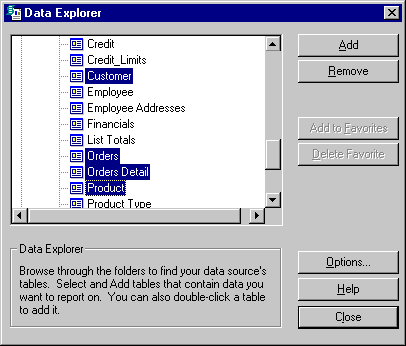 Data Explorer
Credit
Credit_Limits
Customer
Employee
Employee Addresses
Financials
List Totals
Orders
Orders Detail
Product
Product Type
Add
Remove
Add to Favorites
Delete Favorite
Data Explorer
Browse through the folders to find your data source's
tables. Select and Add tables that contain data you
want to report on. You can also double-click a table
to add it.
Options...
Help
Close